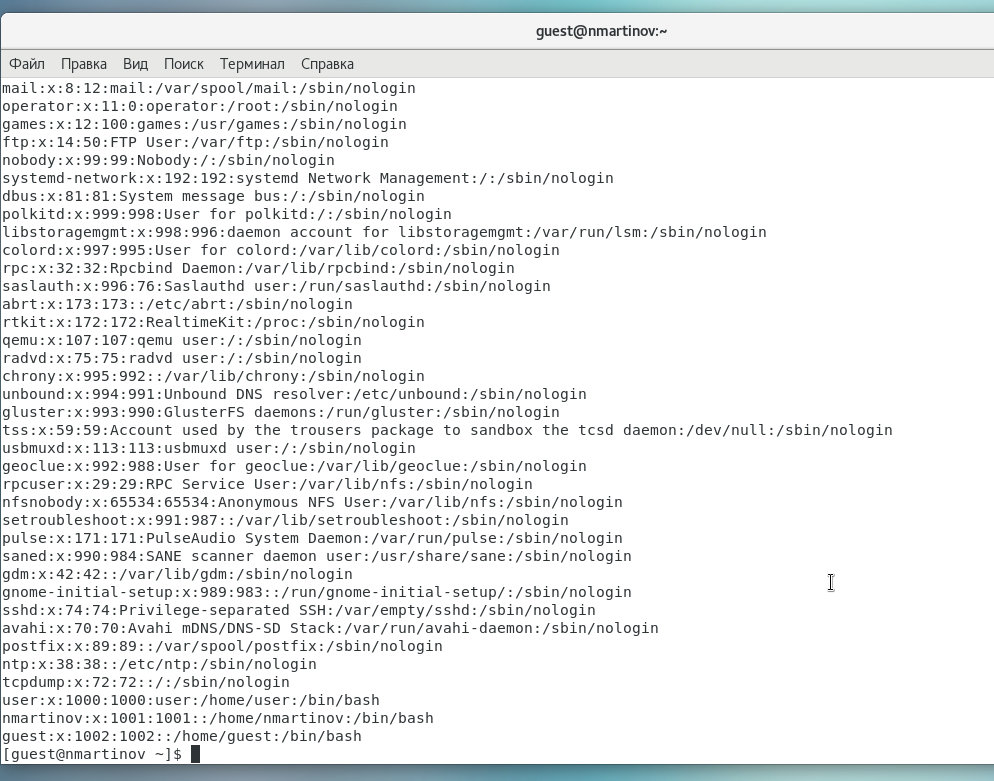 guest@nmartinov:~
Файл Правка Вид Поиск Терминал Справка
mail:x:8:12:mail:/var/spool/mail:/sbin/nologin
operator:x:11:0:operator:/root:/sbin/nologin
games:x:12:100:games:/usr/games:/sbin/nologin
ftp:x:14:50:FTP User:/var/ftp:/sbin/nologin
nobody:x:99:99:Nobody:/:/sbin/nologin
systemd-network:x:192:192:systemd Network Management:/:/sbin/nologin
dbus:x:81:81:System message bus:/:/sbin/nologin
polkitd:x:999:998:User for polkitd:/:/sbin/nologin
libstoragemgmt:x:998:996:daemon account for libstoragemgmt:/var/run/lsm:/sbin/nologin
colord:x:997:995:User for colord:/var/lib/colord:/sbin/nologin
rpc:x:32:32:Rpcbind Daemon:/var/lib/rpcbind:/sbin/nologin
saslauth:x:996:76:Saslauthd user:/run/saslauthd:/sbin/nologin
abrt:x:173:173::/etc/abrt:/sbin/nologin
rtkit:x:172:172:RealtimeKit:/proc:/sbin/nologin
qemu:x:107:107:qemu user:/:/sbin/nologin
radvd:x:75:75:radvd user:/:/sbin/nologin
chrony:x:995:992::/var/lib/chrony:/sbin/nologin
unbound:x:994:991:Unbound DNS resolver:/etc/unbound:/sbin/nologin
gluster:x:993:990:GlusterFS daemons:/run/gluster:/sbin/nologin
tss:x:59:59:Account used by the trousers package to sandbox the tcsd daemon:/dev/null:/sbin/nologin
usbmuxd:x:113:113:usbmuxd user:/:/sbin/nologin
geoclue:x:992:988:User for geoclue:/var/lib/geoclue:/sbin/nologin
rpcuser:x:29:29:RPC Service User:/var/lib/nfs:/sbin/nologin
nfsnobody:x:65534:65534:Anonymous NFS User:/var/lib/nfs:/sbin/nologin
setroubleshoot:x:991:987::/var/lib/setroubleshoot:/sbin/nologin
pulse:x:171:171:PulseAudio System Daemon:/var/run/pulse:/sbin/nologin
saned:x:990:984:SANE scanner daemon user:/usr/share/sane:/sbin/nologin
gdm:x:42:42::/var/lib/gdm:/sbin/nologin
gnome-initial-setup:x:989:983::/run/gnome-initial-setup/:/sbin/nologin
sshd:x:74:74:Privilege-separated SSH:/var/empty/sshd:/sbin/nologin
avahi:x:70:70:Avahi mDNS/DNS-SD Stack:/var/run/avahi-daemon:/sbin/nologin
postfix:x:89:89::/var/spool/postfix:/sbin/nologin
ntp:x:38:38::/etc/ntp:/sbin/nologin
tcpdump:x:72:72::/:/sbin/nologin
user:x:1000:1000:user:/home/user:/bin/bash
nmartinov:x:1001:1001::/home/nmartinov:/bin/bash
guest:x:1002:1002::/home/guest:/bin/bash
[guest@nmartinov ~]$